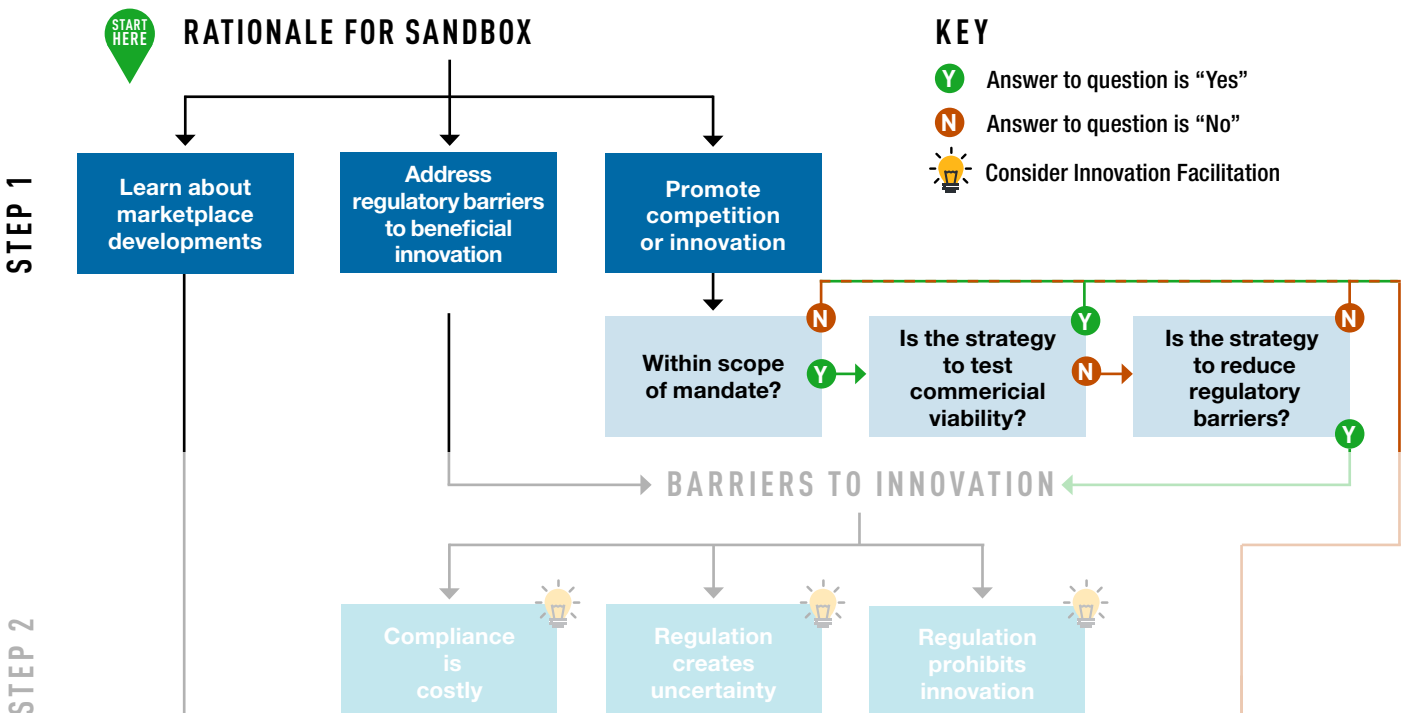 START
HERE
RATIONALE FOR SANDBOX
KEY
Y Answer to question is “Yes”
N Answer to question is “No”
Consider Innovation Facilitation
STEP 1
Learn about
marketplace
developments
Address
regulatory barriers
to beneficial
innovation
Promote
competition
or innovation
Within scope
of mandate?
N
Y
Is the strategy
to test
commericial
viability?
Y
N
Is the strategy
to reduce
regulatory
barriers?
N
Y
BARRIERS TO INNOVATION
STEP 2
Compliance
is
costly
Regulation
creates
uncertainty
Regulation
prohibits
innovation